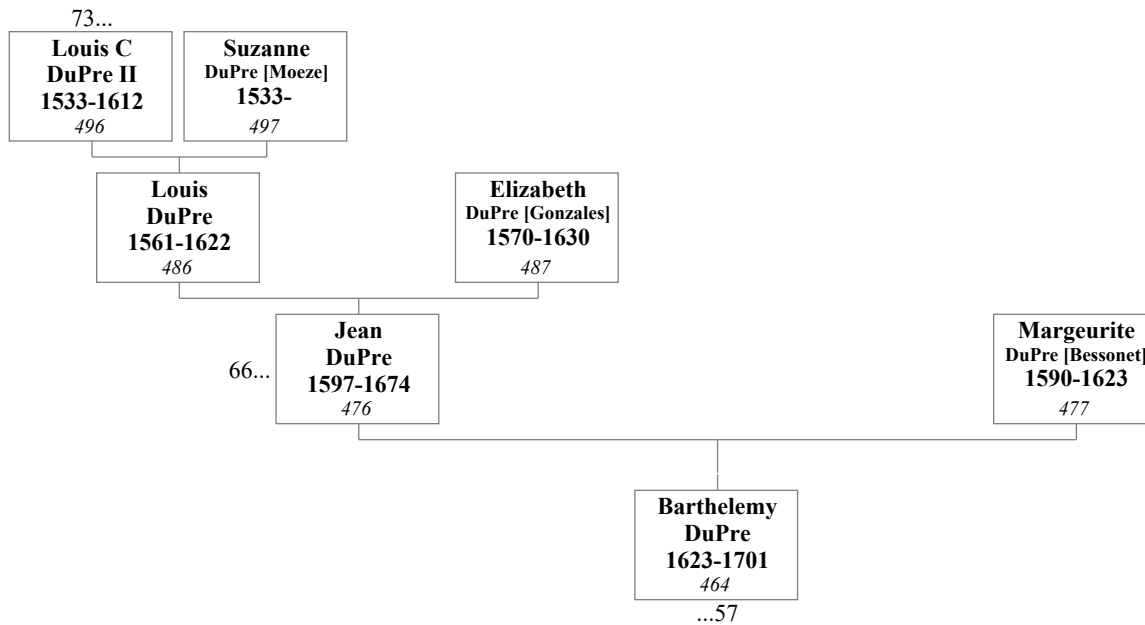 73...
Louis C
DuPre II
1533-1612
496
Suzanne
DuPre [Moeze]
1533-
497
Louis
DuPre
1561-1622
486
Elizabeth
DuPre [Gonzales]
1570-1630
487
66...
Jean
DuPre
1597-1674
476
Margeurite
DuPre [Bessonet]
1590-1623
477
Barthelemy
DuPre
1623-1701
464
...57